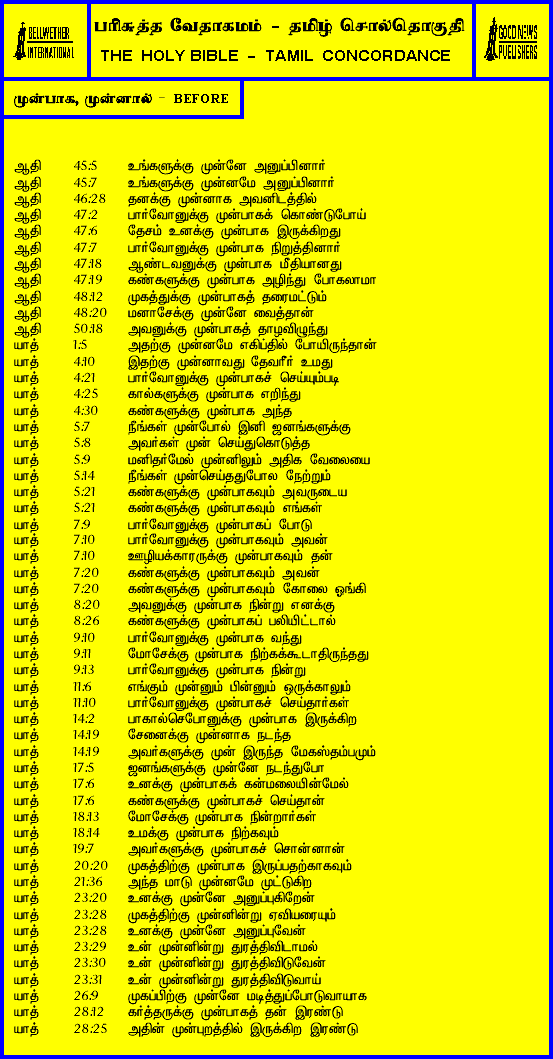 BELLWETHER
INTERNATIONAL
பரிசுத்த வேதாகமம் - தமிழ் சொல்தொகுதி
THE HOLY BIBLE - TAMIL CONCORDANCE
GOOD NEWS
PUBLISHERS
முன்பாக, முன்னால் - BEFORE
ஆதி 45:5 உங்களுக்கு முன்னே அனுப்பினார்
ஆதி 45:7 உங்களுக்கு முன்னமே அனுப்பினார்
ஆதி 46:28 தனக்கு முன்னாக அவனிடத்தில்
ஆதி 47:2 பார்வோனுக்கு முன்பாகக் கொண்டுபோய்
ஆதி 47:6 தேசம் உனக்கு முன்பாக இருக்கிறது
ஆதி 47:7 பார்வோனுக்கு முன்பாக நிறுத்தினார்
ஆதி 47:18 ஆண்டவனுக்கு முன்பாக மீதியானது
ஆதி 47:19 கண்களுக்கு முன்பாக அழிந்து போகலாமா
ஆதி 48:12 முகத்துக்கு முன்பாகத் தரைமட்டும்
ஆதி 48:20 மனாசேக்கு முன்னே வைத்தான்
ஆதி 50:18 அவனுக்கு முன்பாகத் தாழவிழுந்து
யாத் 1:5 அதற்கு முன்னமே எகிப்தில் போயிருந்தான்
யாத் 4:10 இதற்கு முன்னாவது தேவரீர் உமது
யாத் 4:21 பார்வோனுக்கு முன்பாகச் செய்யும்படி
யாத் 4:25 கால்களுக்கு முன்பாக எறிந்து
யாத் 4:30 கண்களுக்கு முன்பாக அந்த
யாத் 5:7 நீங்கள் முன்போல் இனி ஜனங்களுக்கு
யாத் 5:8 அவர்கள் முன் செய்துகொடுத்த
யாத் 5:9 மனிதர்மேல் முன்னிலும் அதிக வேலையை
யாத் 5:14 நீங்கள் முன்செய்ததுபோல நேற்றும்
யாத் 5:21 கண்களுக்கு முன்பாகவும் அவருடைய
யாத் 5:21 கண்களுக்கு முன்பாகவும் எங்கள்
யாத் 7:9 பார்வோனுக்கு முன்பாகப் போடு
யாத் 7:10 பார்வோனுக்கு முன்பாகவும் அவன்
யாத் 7:10 ஊழியக்காரருக்கு முன்பாகவும் தன்
யாத் 7:20 கண்களுக்கு முன்பாகவும் அவன்
யாத் 7:20 கண்களுக்கு முன்பாகவும் கோலை ஓங்கி
யாத் 8:20 அவனுக்கு முன்பாக நின்று எனக்கு
யாத் 8:26 கண்களுக்கு முன்பாகப் பலியிட்டால்
யாத் 9:10 பார்வோனுக்கு முன்பாக வந்து
யாத் 9:11 மோசேக்கு முன்பாக நிற்கக்கூடாதிருந்தது
யாத் 9:13 பார்வோனுக்கு முன்பாக நின்று
யாத் 11:6 எங்கும் முன்னும் பின்னும் ஒருக்காலும்
யாத் 11:10 பார்வோனுக்கு முன்பாகச் செய்தார்கள்
யாத் 14:2 பாகால்செபோனுக்கு முன்பாக இருக்கிற
யாத் 14:19 சேனைக்கு முன்னாக நடந்த
யாத் 14:19 அவர்களுக்கு முன் இருந்த மேகஸ்தம்பமும்
யாத் 17:5 ஜனங்களுக்கு முன்னே நடந்துபோ
யாத் 17:6 உனக்கு முன்பாகக் கன்மலையின்மேல்
யாத் 17:6 கண்களுக்கு முன்பாகச் செய்தான்
யாத் 18:13 மோசேக்கு முன்பாக நின்றார்கள்
யாத் 18:14 உமக்கு முன்பாக நிற்கவும்
யாத் 19:7 அவர்களுக்கு முன்பாகச் சொன்னான்
யாத் 20:20 முகத்திற்கு முன்பாக இருப்பதற்காகவும்
யாத் 21:36 அந்த மாடு முன்னமே முட்டுகிற
யாத் 23:20 உனக்கு முன்னே அனுப்புகிறேன்
யாத் 23:28 முகத்திற்கு முன்னின்று ஏவியரையும்
யாத் 23:28 உனக்கு முன்னே அனுப்புவேன்
யாத் 23:29 உன் முன்னின்று துரத்திவிடாமல்
யாத் 23:30 உன் முன்னின்று துரத்திவிடுவேன்
யாத் 23:31 உன் முன்னின்று துரத்திவிடுவாய்
யாத் 26:9 முகப்பிற்கு முன்னே மடித்துப்போடுவாயாக
யாத் 28:12 கர்த்தருக்கு முன்பாகத் தன் இரண்டு
யாத் 28:25 அதின் முன்புறத்தில் இருக்கிற இரண்டு